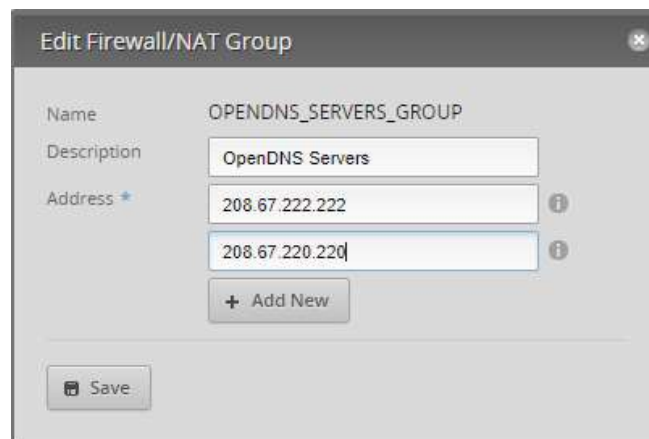 Edit Firewall/NAT Group
Name OPENDNS_SERVERS_GROUP
Description OpenDNS Servers
Address * 208.67.222.222
208.67.220.220
+ Add New
Save